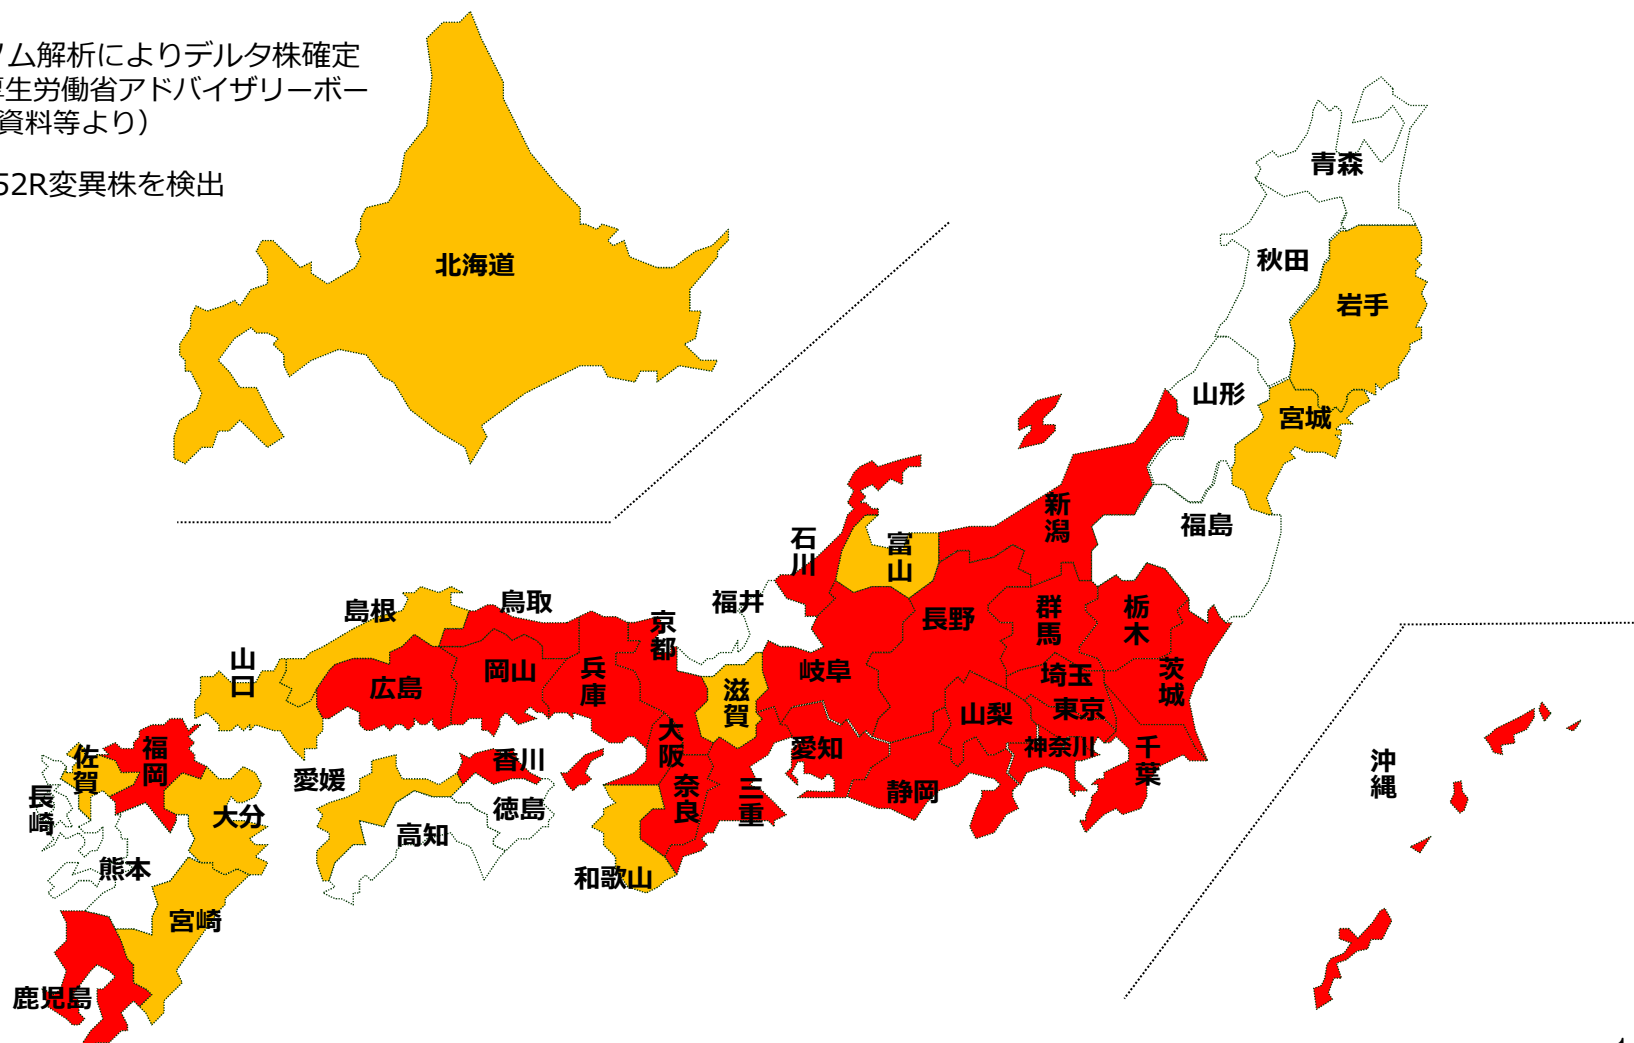 ム解析によりデルタ株確定
生労働省アドバイザリーボー
資料等より）
52R変異株を検出
北海道
青森
秋田
岩手
山形
宮城
新潟
福島
石川
富山
福井
鳥取
島根
京都
長野
群馬
栃木
山口
広島
岡山
兵庫
滋賀
岐阜
埼玉
茨城
山梨
東京
大阪
愛知
神奈川
千葉
佐賀
福岡
愛媛
香川
奈良
三重
静岡
沖縄
長崎
大分
高知
徳島
熊本
和歌山
宮崎
鹿児島